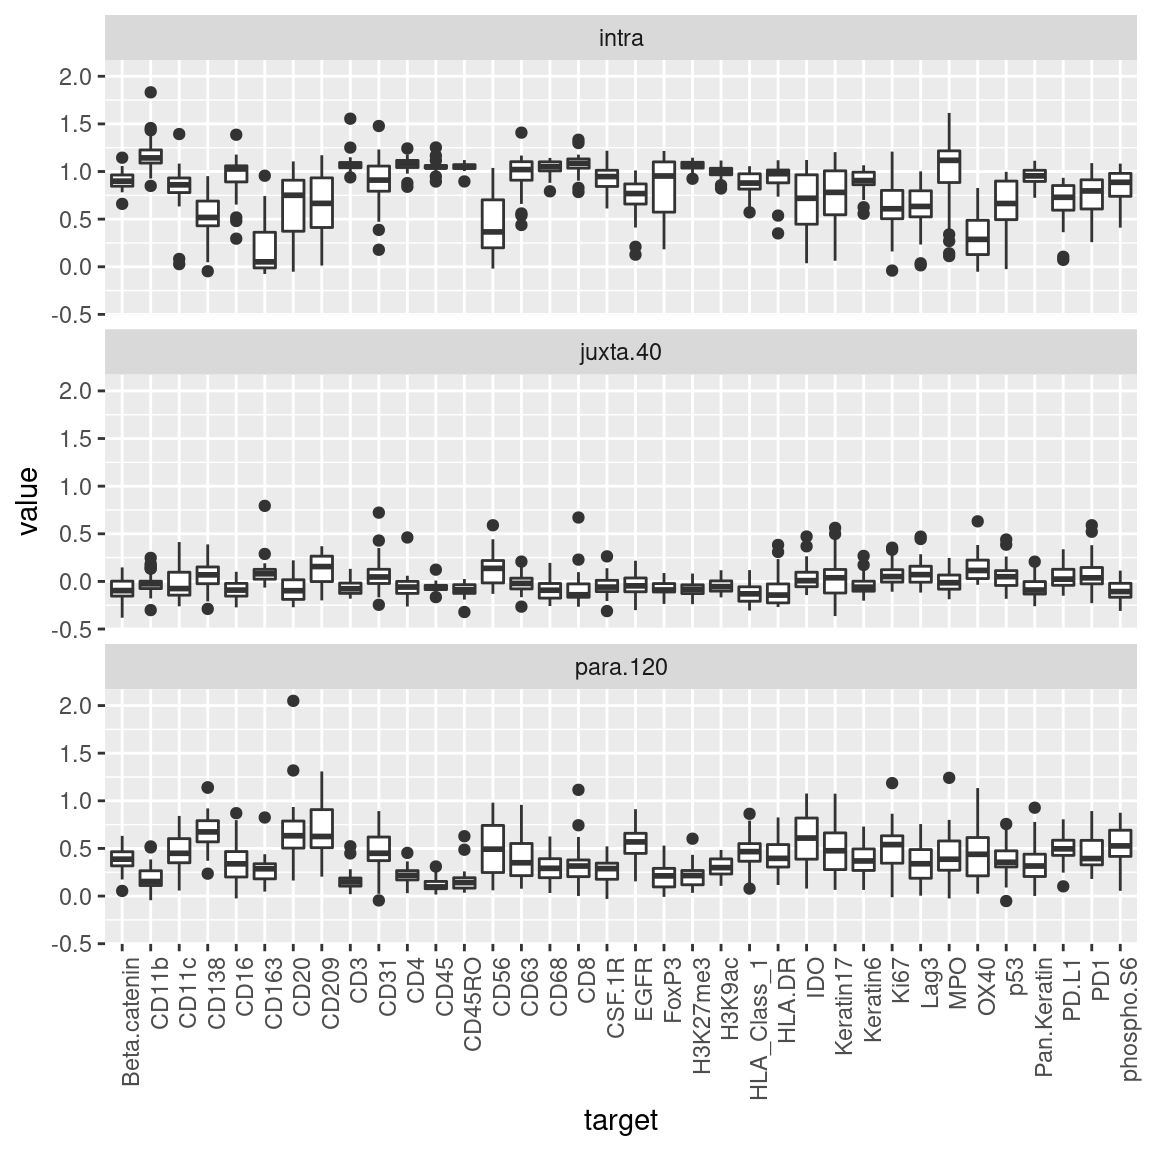 intra
2.0
1.5
1.0
0.5
0.0
-0.5
juxta.40
2.0
1.5
1.0
0.5
0.0
-0.5
value
para.120
2.0
1.5
1.0
0.5
0.0
-0.5
Beta.catenin
CD11b
CD11c
CD138
CD16
CD163
CD20
CD209
CD3
CD31
CD4
CD45
CD45RO
CD56
CD63
CD68
CD8
CSF.1R
EGFR
FoxP3
H3K27me3
H3K9ac
HLA_Class_1
HLA.DR
IDO
Keratin17
Keratin6
Ki67
Lag3
MPO
OX40
p53
Pan.Keratin
PD.L1
PD1
phospho.S6
target